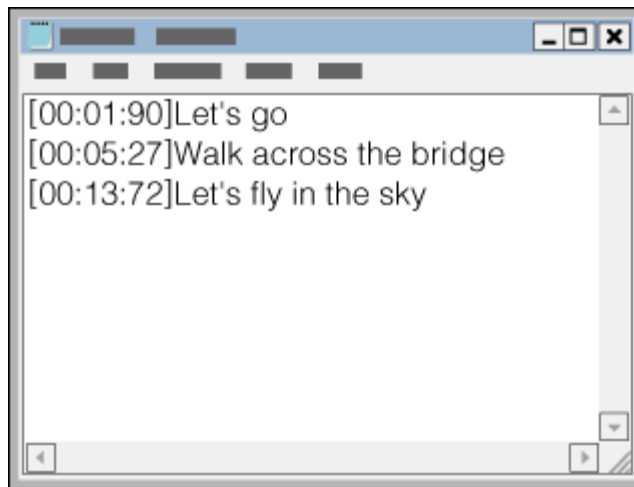 [00:01:90]Let's go
[00:05:27]Walk across the bridge
[00:13:72]Let's fly in the sky